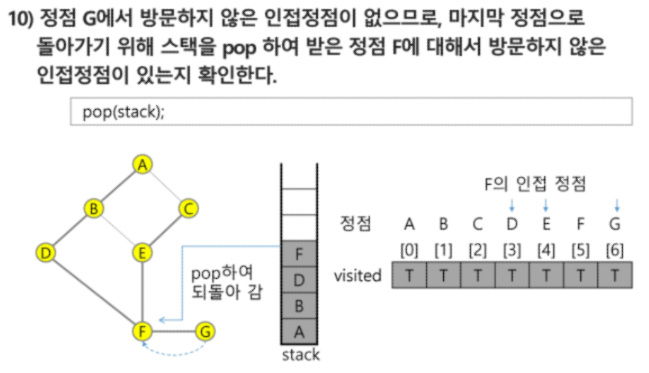 10) 정점 G에서 방문하지 않은 인접정점이 없으므로, 마지막 정점으로
돌아가기 위해 스택을 pop 하여 받은 정점 F에 대해서 방문하지 않은
인접정점이 있는지 확인한다.
pop(stack);
A
B
C
D
E
F
G
pop하여
되돌아 감
F
D
B
A
stack
F의 인접 정점
정점 A B C D E F G
[0] [1] [2] [3] [4] [5] [6]
visited T T T T T T T